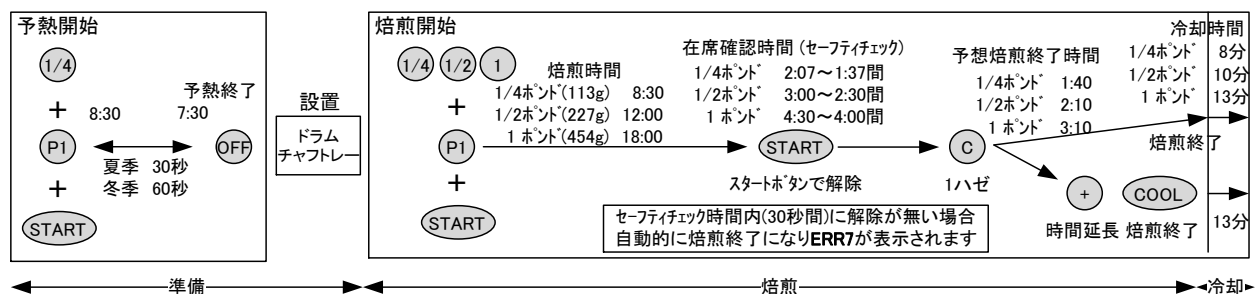 予熱開始
1/4
+
8:30
予熱終了
7:30
P1
OFF
夏季 30秒
冬季 60秒
+
START
設置
ドラム
チャフトレー
焙煎開始
1/4 1/2 1
+
焙煎時間
1/4ポンド(113g) 8:30
1/2ポンド(227g) 12:00
1 ポンド(454g) 18:00
P1
+
START
在席確認時間 (セーフティチェック)
1/4ポンド 2:07～1:37間
1/2ポンド 3:00～2:30間
1 ポンド 4:30～4:00間
START
スタートボタンで解除
予想焙煎終了時間
1/4ポンド 1:40
1/2ポンド 2:10
1 ポンド 3:10
C
1ハゼ
冷却時間
1/4ポンド 8分
1/2ポンド 10分
1 ポンド 13分
焙煎終了
+
COOL
時間延長 焙煎終了
13分
セーフティチェック時間内(30秒間)に解除が無い場合
自動的に焙煎終了になりERR7が表示されます
準備
焙煎
冷却